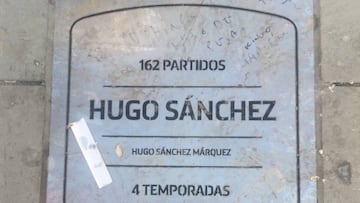 162 PARTIDOS
HUGO SÁNCHEZ
HUGO SÁNCHEZ MÁRQUEZ
4 TEMPORADAS